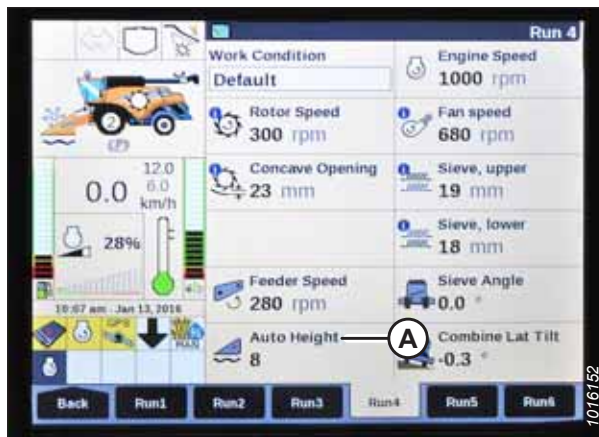 Run 4
Work Condition
Default
Engine Speed
1000 rpm
Rotor Speed
300 rpm
Fan speed
680 rpm
Concave Opening
23 mm
Sieve, upper
19 mm
Sieve, lower
18 mm
Feeder Speed
280 rpm
Sieve Angle
0.0 °
Auto Height
8
A
Combine Lat Tilt
-0.3 °
2
(P)
12.0
0.0
6.0
km/h
28%
10:07 am Jan 13, 2016
GPS
MAN
Back
Run1
Run2
Run3
Run4
Run5
Run6
1016152